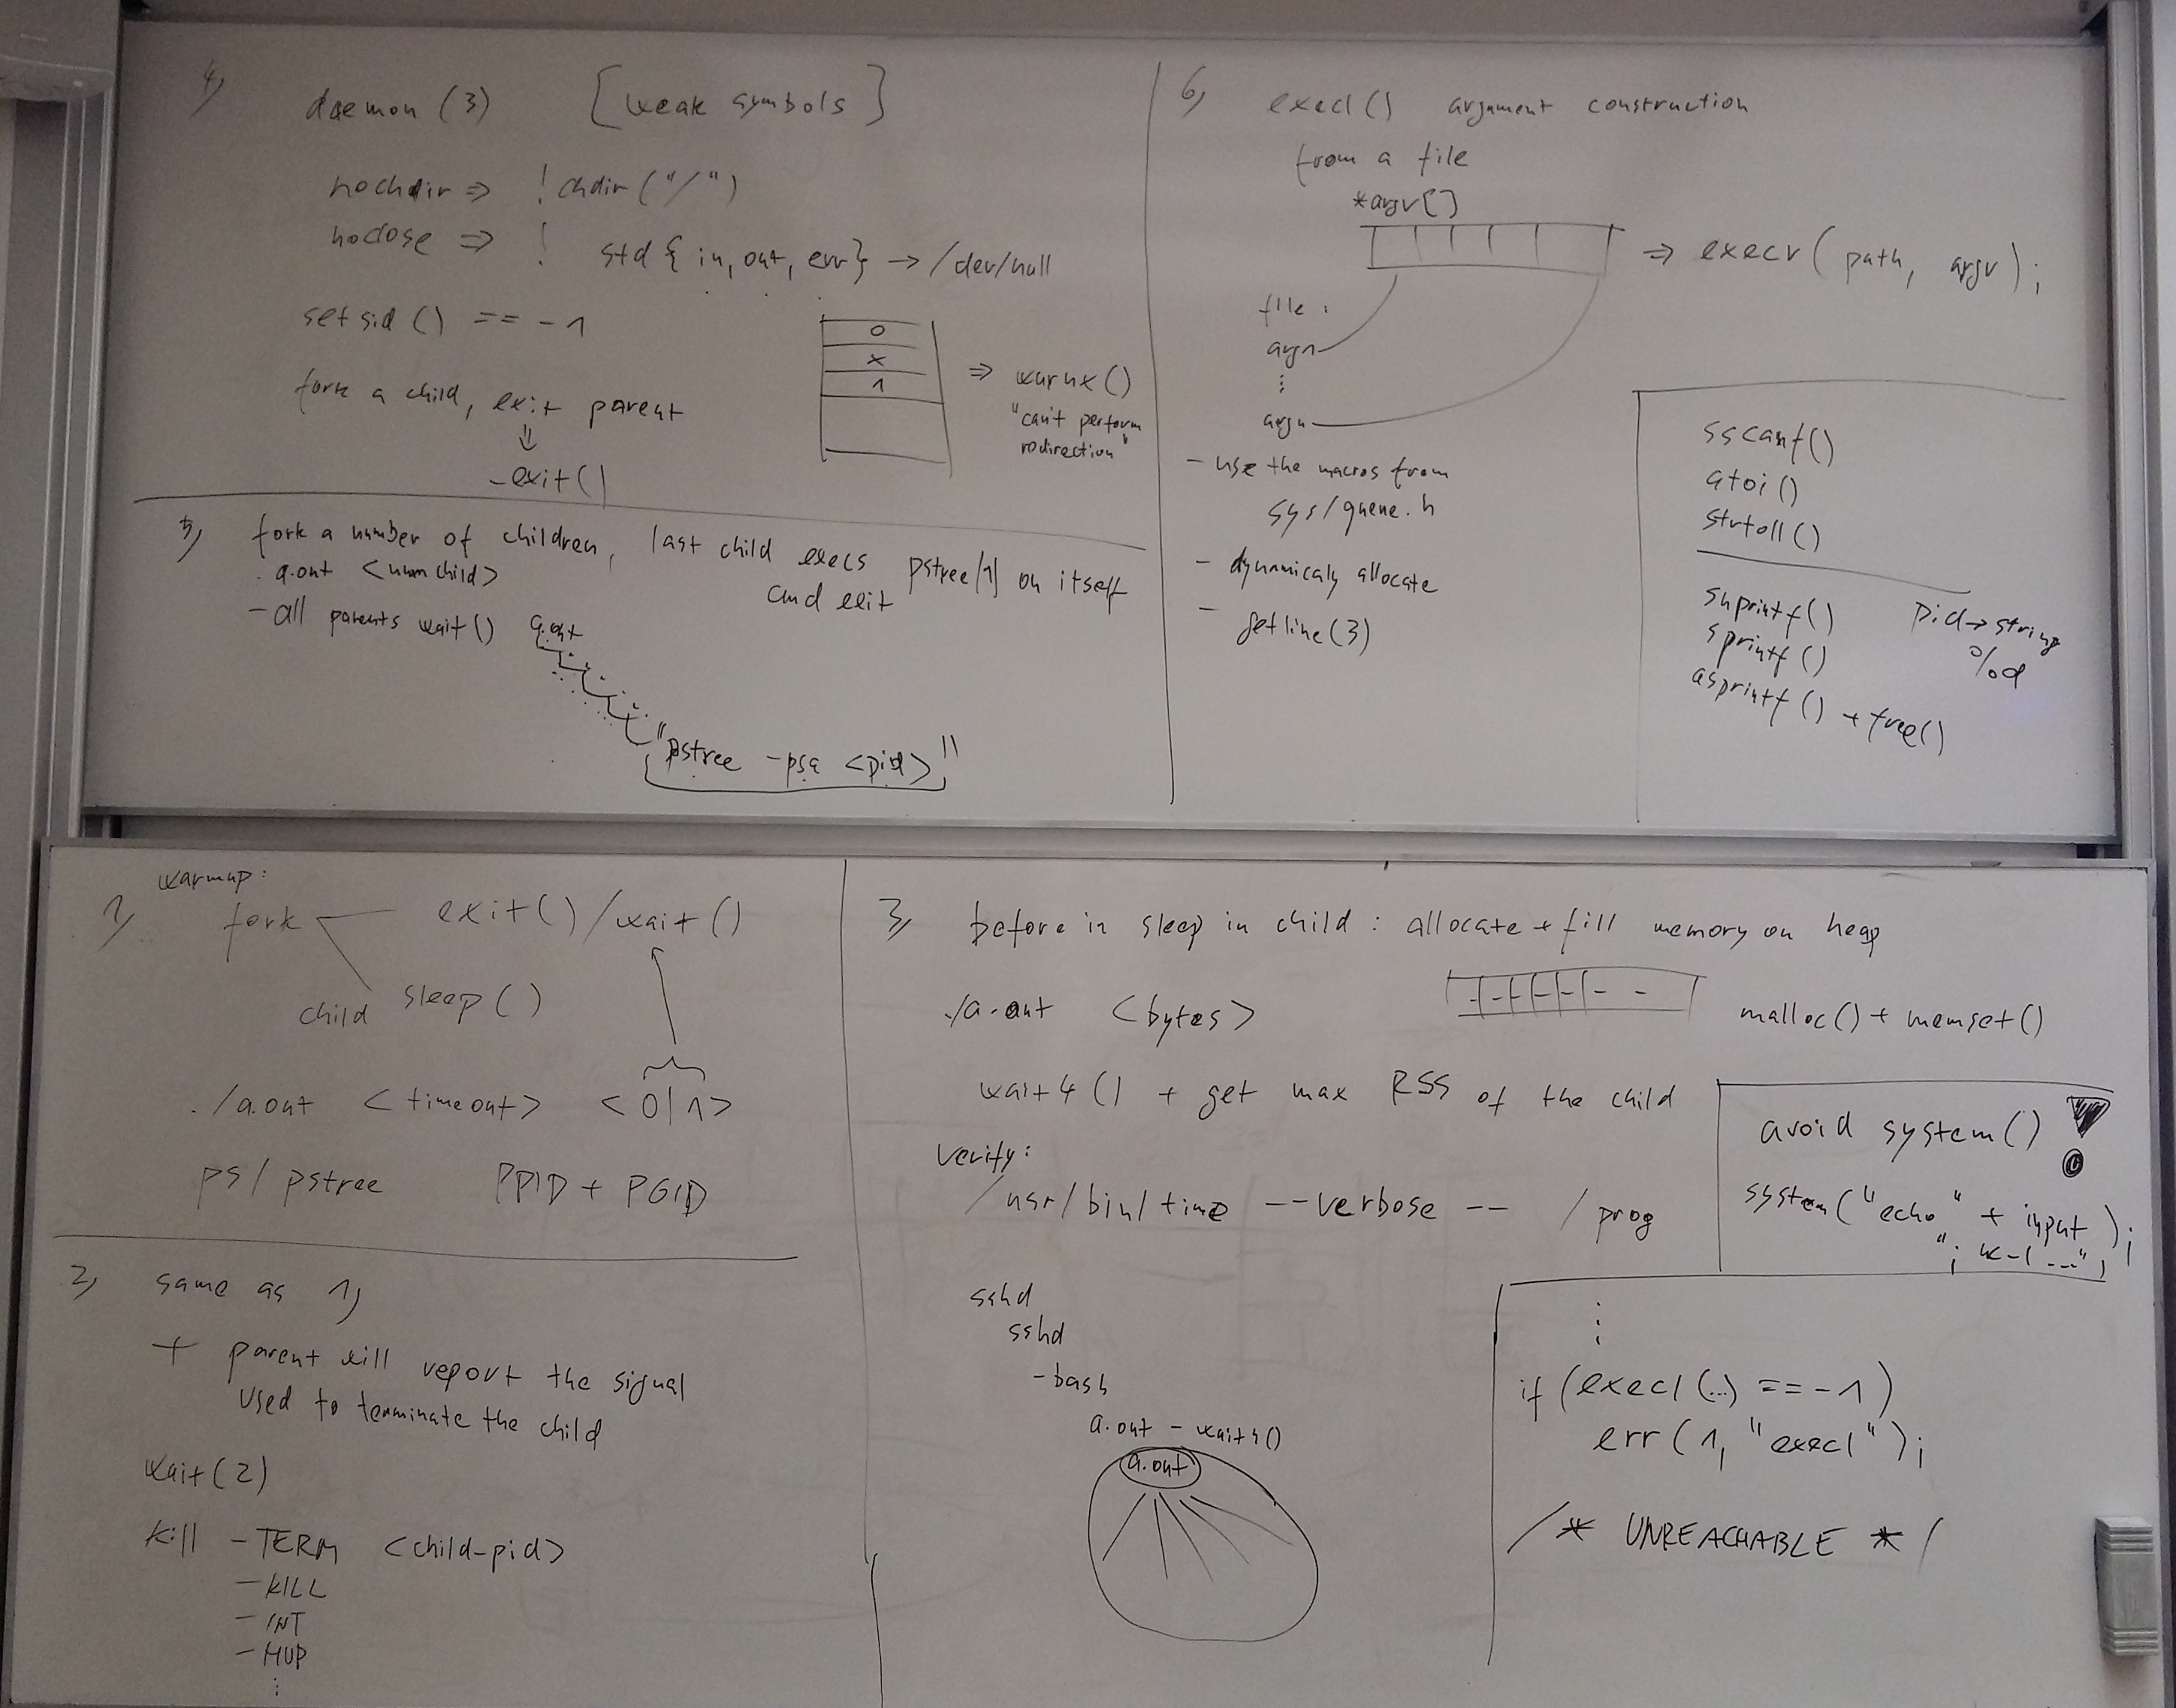 4) daemon (3) [weak symbols]
nochdir => !chdir("/")
noclose => ! std{in, out, err} -> /dev/null
setsid() == -1
fork a child, exit parent
_exit()
0
x
1
=> warnx()
"can't perform
redirection"
5) fork a number of children, last child execs pstree(1) on itself
and exit
a.out <numchild>
- all parents wait()
a.out
"pstree -psa <pid>"
6) execl() argument construction
from a file
*argv[]
=> execv(path, argv);
file:
arg1
⋮
argn
- use the macros from
sys/queue.h
- dynamicaly allocate
- getline(3)
sscanf()
atoi()
strtoll()
snprintf()
sprintf()
asprintf() + free()
pid -> string
%d
warmup:
1) fork
exit()/wait()
child sleep()
./a.out <timeout> <0|1>
ps/pstree PPID + PGID
2) same as 1)
+ parent will report the signal
used to terminate the child
wait(2)
kill -TERM <child-pid>
-KILL
-INT
-HUP
⋮
3) before in sleep in child: allocate + fill memory on heap
./a.out <bytes>
malloc() + memset()
wait4() + get max RSS of the child
verify:
/usr/bin/time --verbose -- /prog
avoid system() !
system("echo" + input);
sshd
sshd
-bash
a.out - wait4()
a.out
⋮
if (execl(...) == -1)
err(1, "execl");
/* UNREACHABLE */